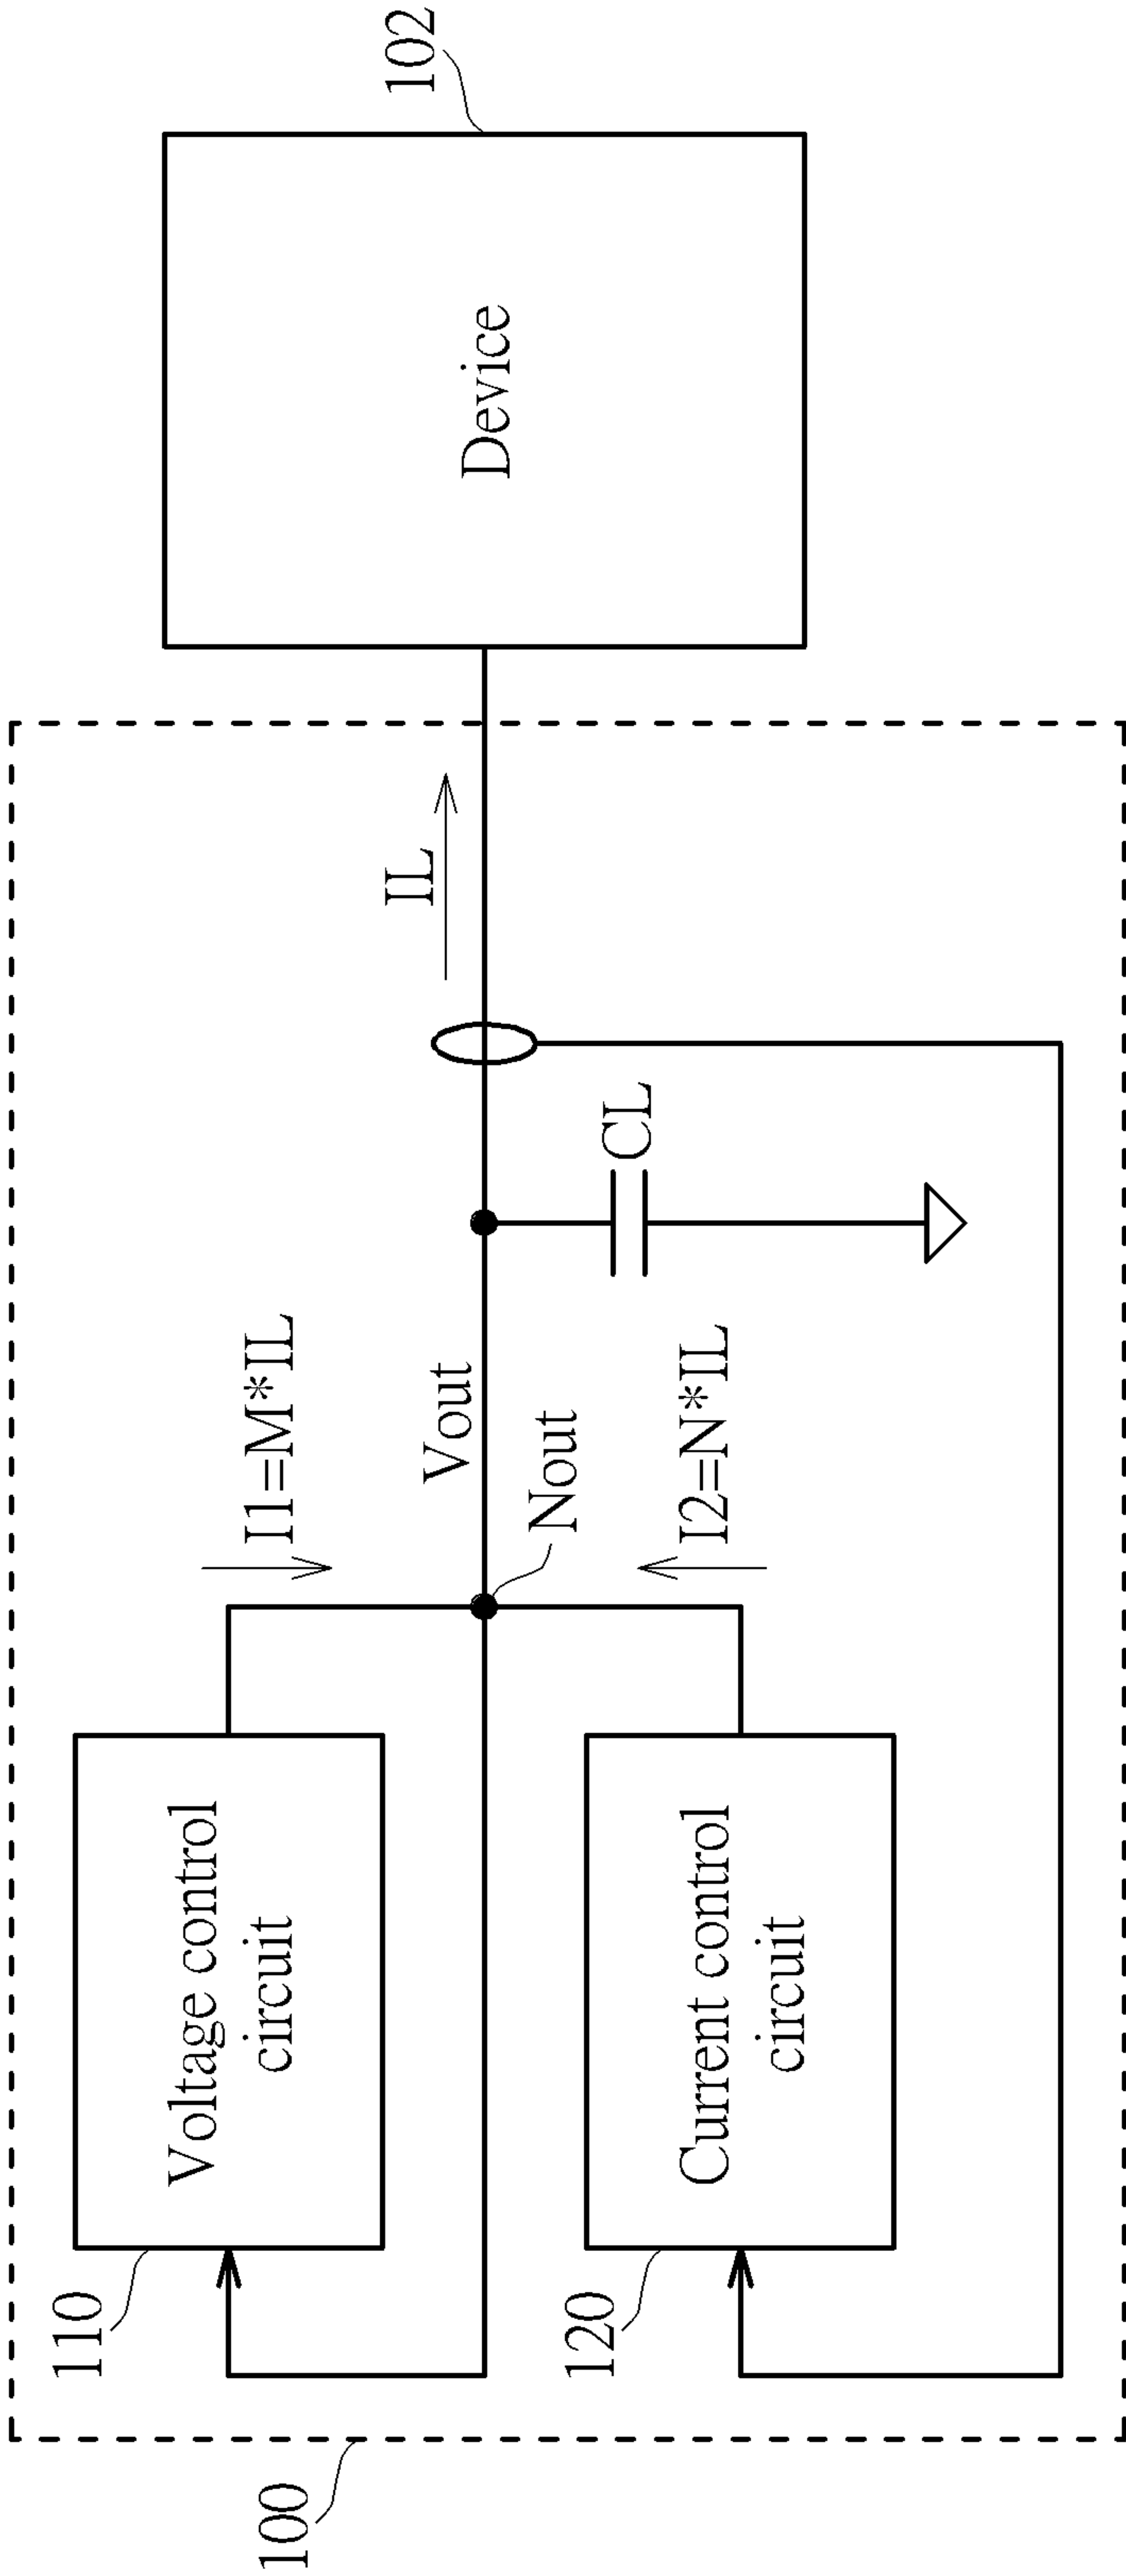 100
110
Voltage control
circuit
I1=M*IL
Vout
Nout
120
Current control
circuit
I2=N*IL
CL
IL
Device
102